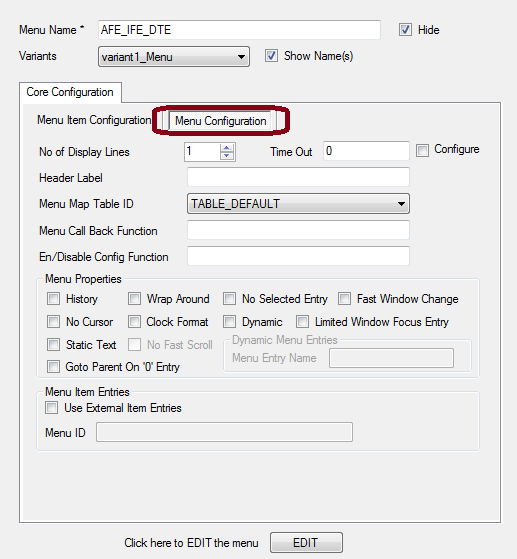 Menu Name * AFE_IFE_DTE Hide
Variants variant1_Menu Show Name(s)
Core Configuration
Menu Item Configuration Menu Configuration
No of Display Lines 1 Time Out 0 Configure
Header Label
Menu Map Table ID TABLE_DEFAULT
Menu Call Back Function
En/Disable Config Function
Menu Properties
History Wrap Around No Selected Entry Fast Window Change
No Cursor Clock Format Dynamic Limited Window Focus Entry
Static Text No Fast Scroll Dynamic Menu Entries
Menu Entry Name
Goto Parent On '0' Entry
Menu Item Entries
Use External Item Entries
Menu ID
Click here to EDIT the menu EDIT